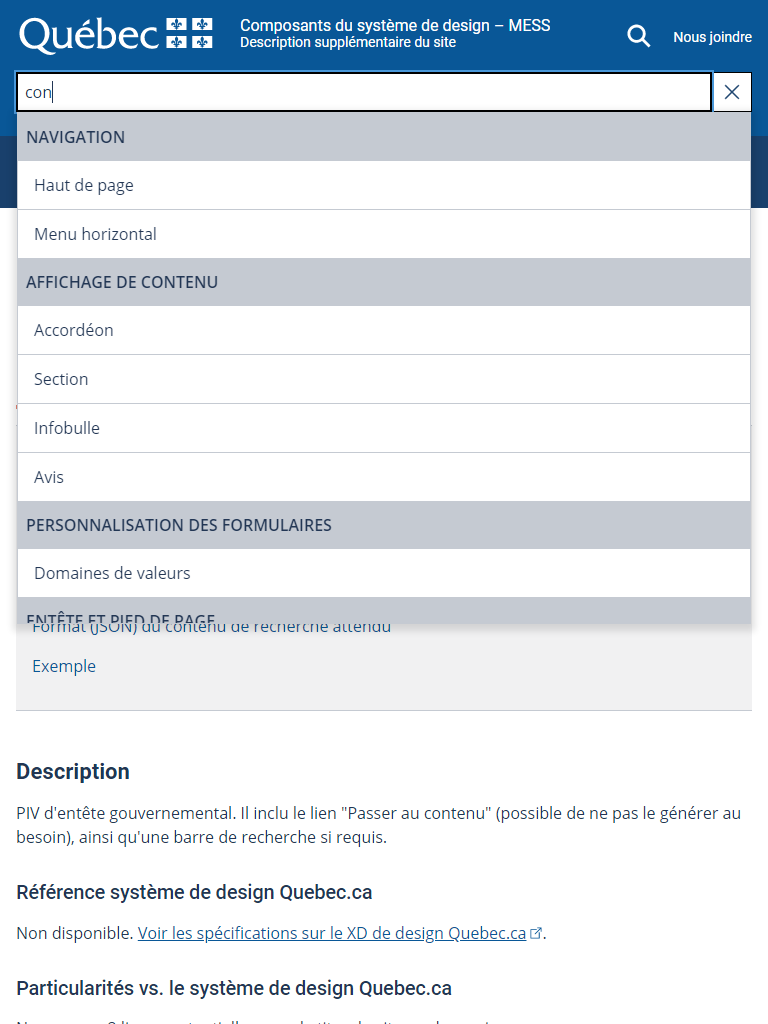 Québec
Composants du système de design – MESS
Description supplémentaire du site
Nous joindre
con
NAVIGATION
Haut de page
Menu horizontal
AFFICHAGE DE CONTENU
Accordéon
Section
Infobulle
Avis
PERSONNALISATION DES FORMULAIRES
Domaines de valeurs
ENTÊTE ET PIED DE PAGE
Format (JSON) du contenu de recherche attendu
Exemple
Description
PIV d'entête gouvernemental. Il inclu le lien "Passer au contenu" (possible de ne pas le générer au
besoin), ainsi qu'une barre de recherche si requis.
Référence système de design Quebec.ca
Non disponible. Voir les spécifications sur le XD de design Quebec.ca.
Particularités vs. le système de design Quebec.ca